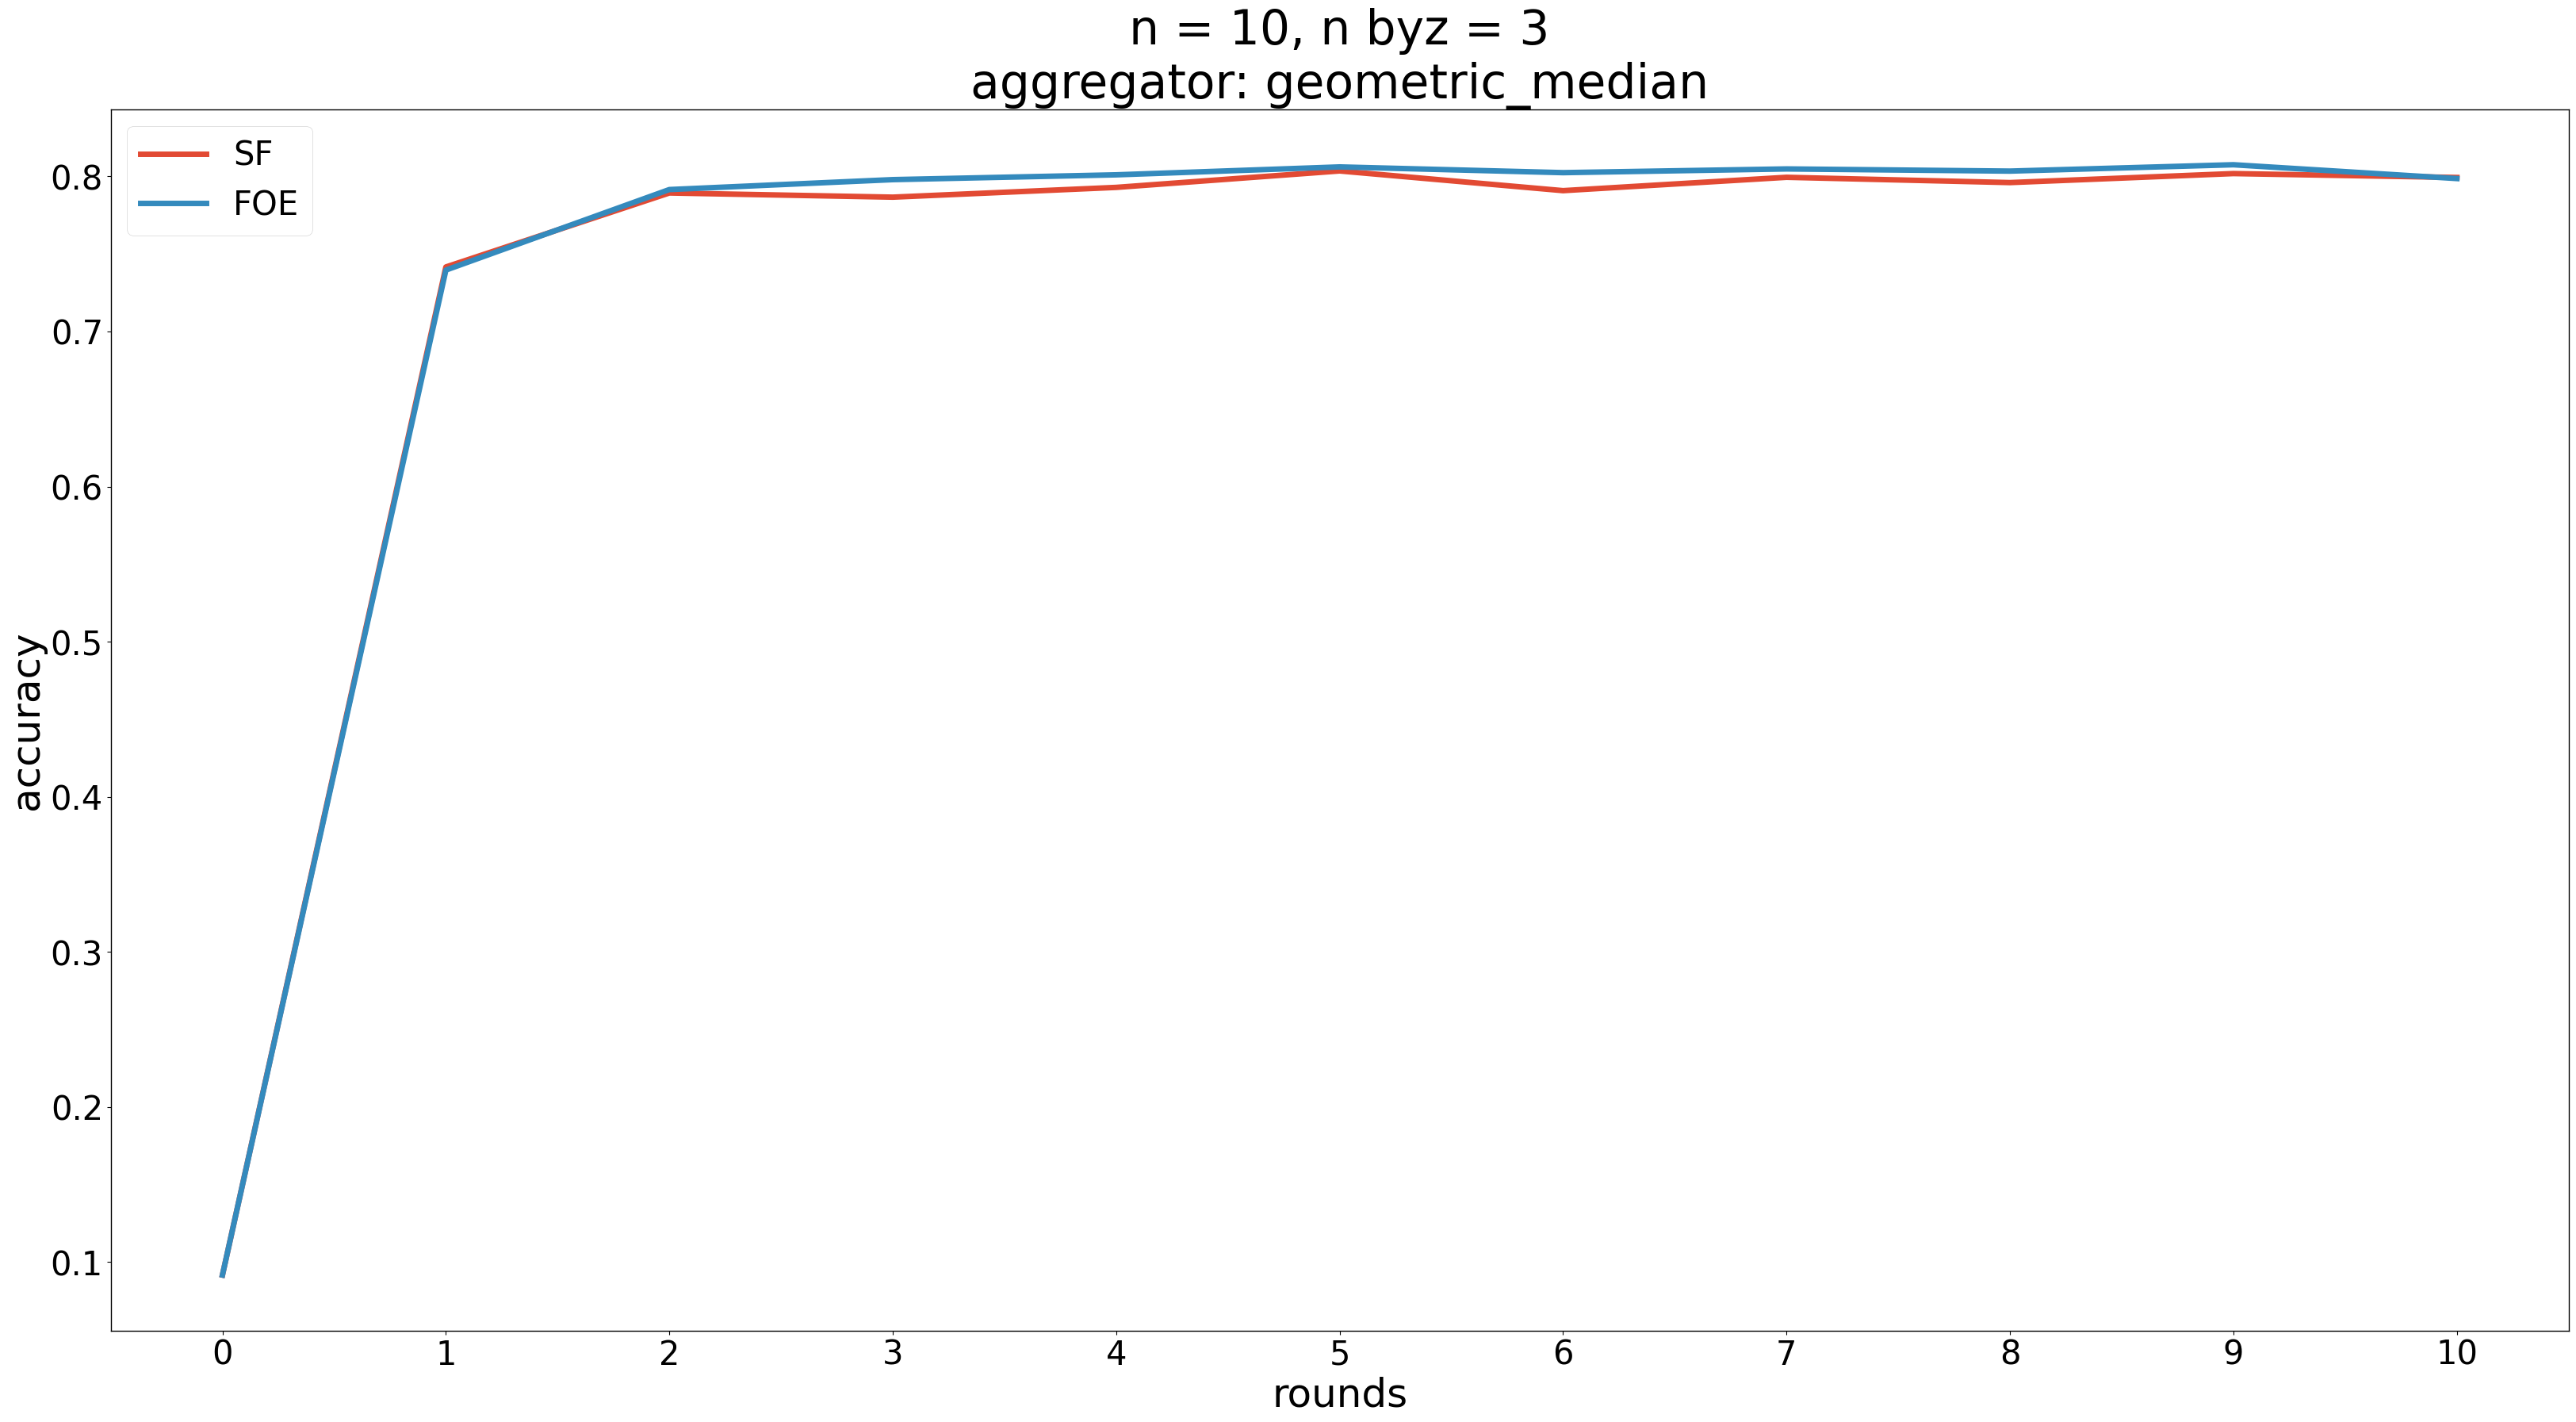 n = 10, n byz = 3
aggregator: geometric_median
SF
FOE
0.8
0.7
0.6
0.5
0.4
0.3
0.2
0.1
accuracy
0 1 2 3 4 5 6 7 8 9 10
rounds